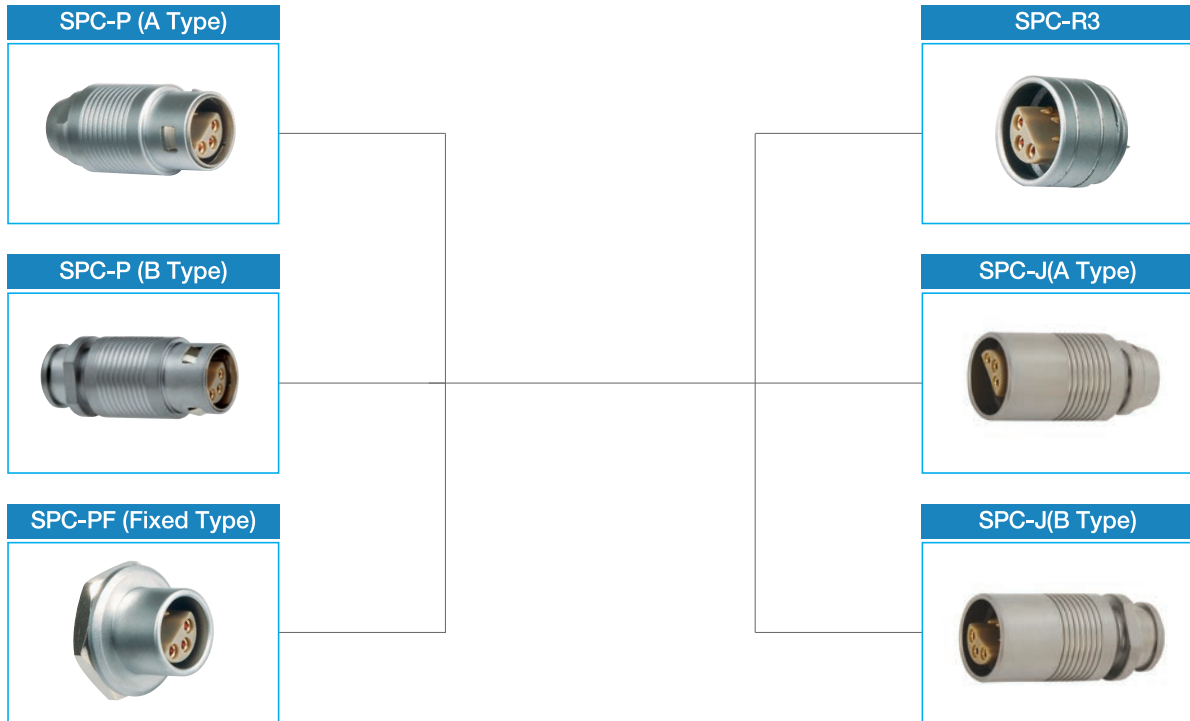 SPC-P (A Type)
SPC-R3
SPC-P (B Type)
SPC-J(A Type)
SPC-PF (Fixed Type)
SPC-J(B Type)